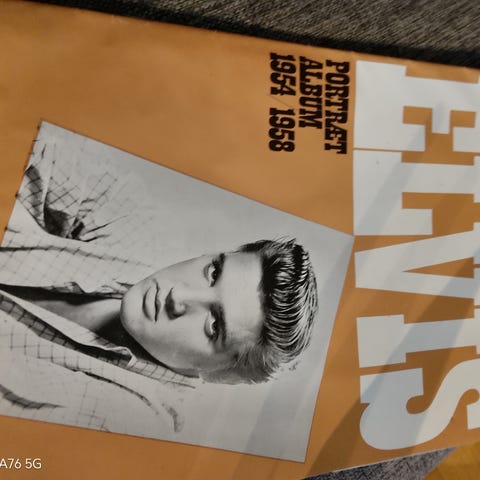 ELVIS
PORTRÆT
ALBUM
1954/1958
A76 5G